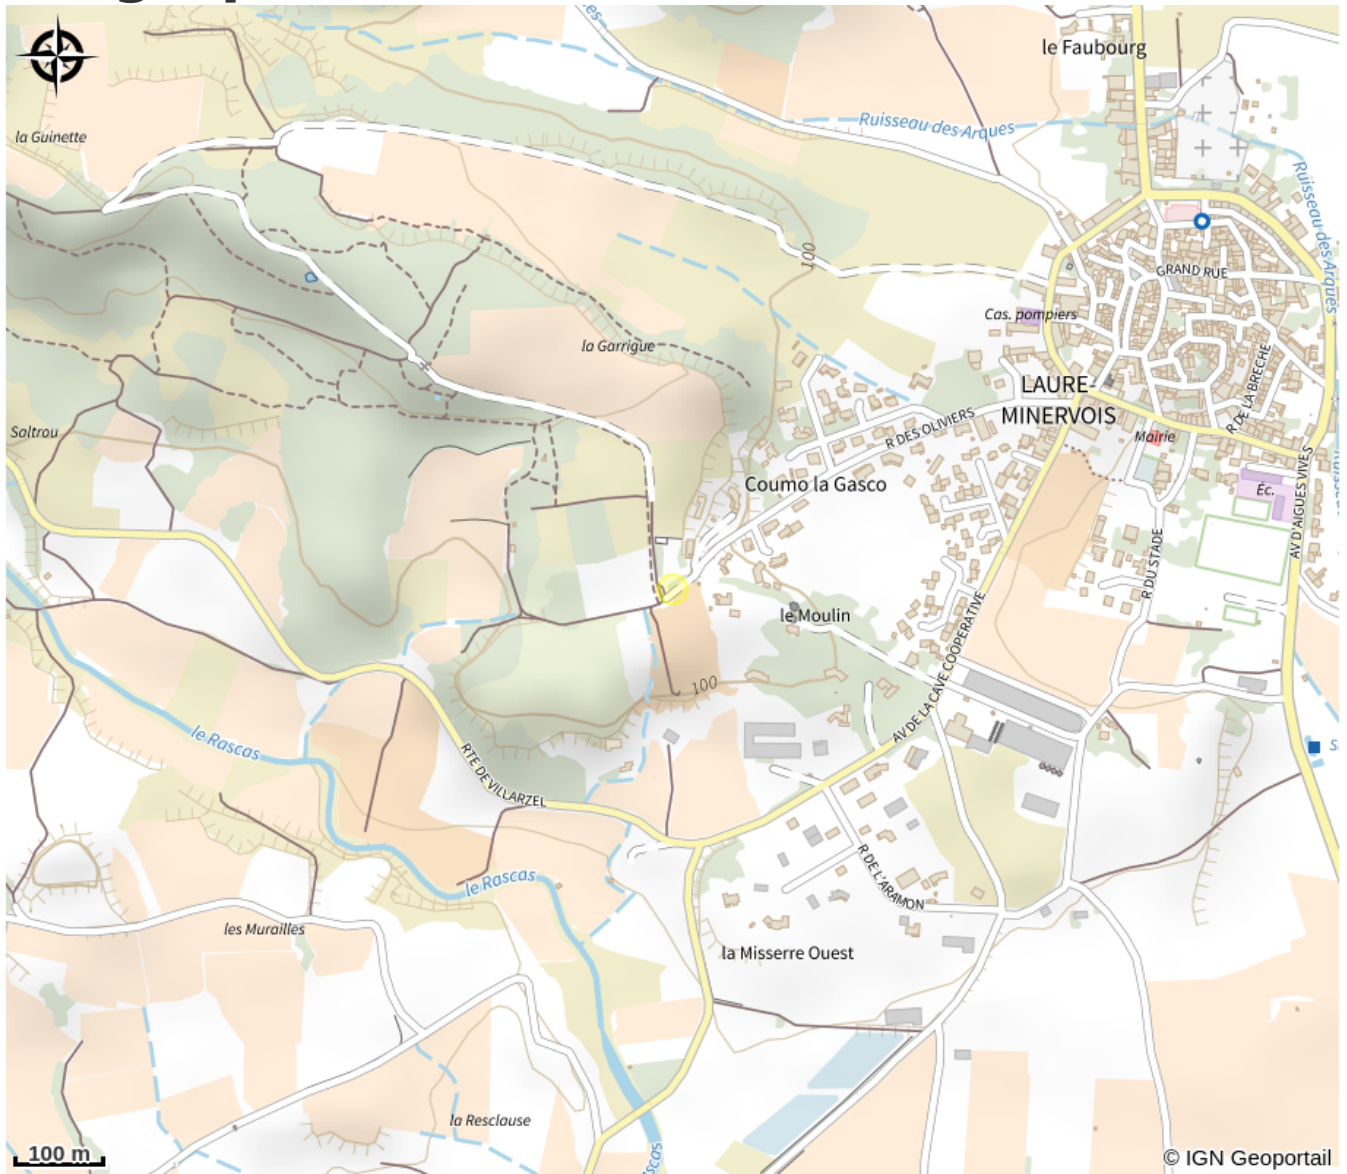 le Faubourg
Ruisseau des Arques
la Guinette
Ruisseau des Arques
100
GRAND RUE
Cas. pompiers
la Garrigue
LAURE-
MINERVOIS
R DE LA BRECHE
R DES OLIVIERS
Saltrou
Mairie
Coumo la Gasco
Éc.
AV D'AIGUES VIVES
R DU STADE
le Moulin
100
AV DE LA CAVE COOPERATIVE
le Rascas
RTE DE VILLARZEL
le Rascas
R DE L'ARAMON
les Murailles
la Misserre Ouest
la Resclause
100 m
© IGN Geoportail